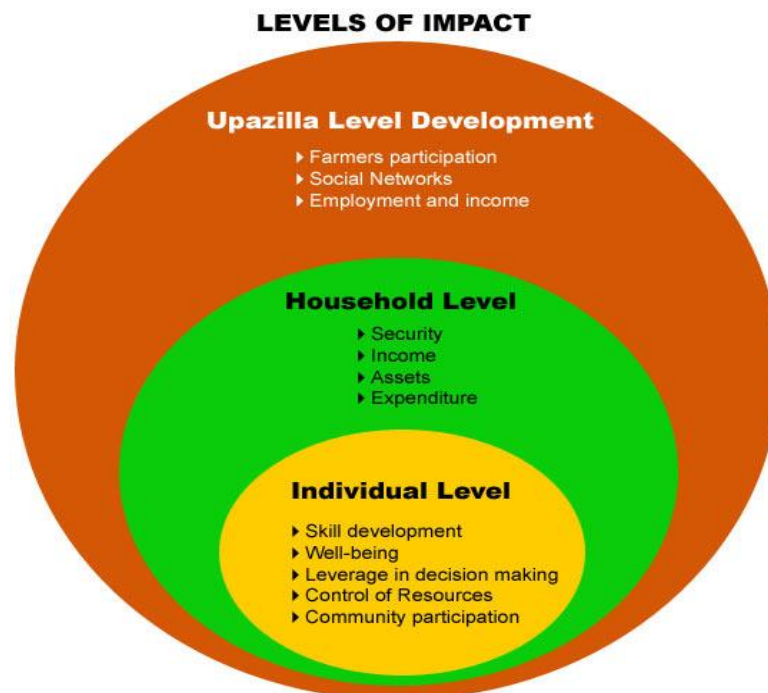 LEVELS OF IMPACT
Upazilla Level Development
Farmers participation
Social Networks
Employment and income
Household Level
Security
Income
Assets
Expenditure
Individual Level
Skill development
Well-being
Leverage in decision making
Control of Resources
Community participation